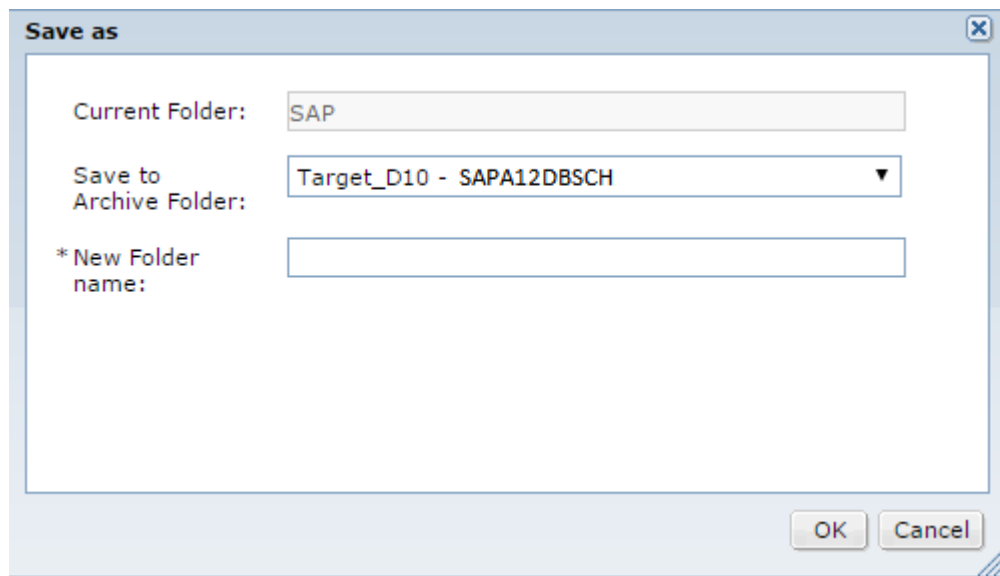 Save as
Current Folder: SAP
Save to
Archive Folder: Target_D10 - SAPA12DBSCH
* New Folder
name:
OK Cancel